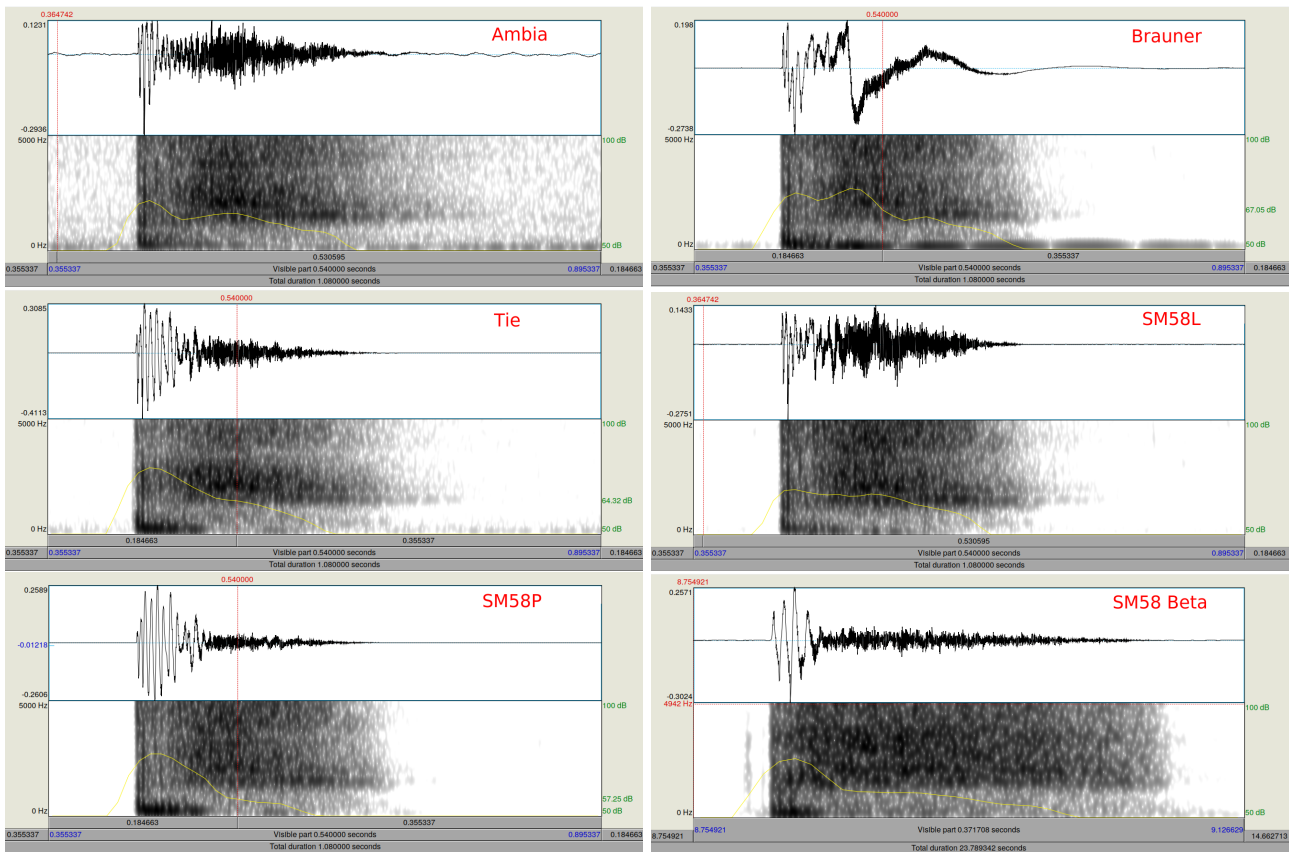 0.364742
0.1231
Ambia
-0.2936
5000 Hz
100 dB
0 Hz
50 dB
0.530595
0.355337
0.355337
Visible part 0.540000 seconds
0.895337
0.184663
Total duration 1.080000 seconds
0.540000
0.198
Brauner
-0.2738
5000 Hz
100 dB
67.05 dB
0 Hz
50 dB
0.184663
0.355337
0.355337
0.355337
Visible part 0.540000 seconds
0.895337
0.184663
Total duration 1.080000 seconds
0.540000
0.3085
Tie
-0.4113
5000 Hz
100 dB
64.32 dB
0 Hz
50 dB
0.184663
0.355337
0.355337
0.355337
Visible part 0.540000 seconds
0.895337
0.184663
Total duration 1.080000 seconds
0.364742
0.1433
SM58L
-0.2751
5000 Hz
100 dB
0 Hz
50 dB
0.530595
0.355337
0.355337
Visible part 0.540000 seconds
0.895337
0.184663
Total duration 1.080000 seconds
0.540000
0.2589
SM58P
-0.01218
-0.2606
5000 Hz
100 dB
57.25 dB
0 Hz
50 dB
0.184663
0.355337
0.355337
0.355337
Visible part 0.540000 seconds
0.895337
0.184663
Total duration 1.080000 seconds
8.754921
0.2571
SM58 Beta
-0.3024
4942 Hz
100 dB
0 Hz
50 dB
8.754921
8.754921
Visible part 0.371708 seconds
9.126629
14.662713
Total duration 23.789342 seconds